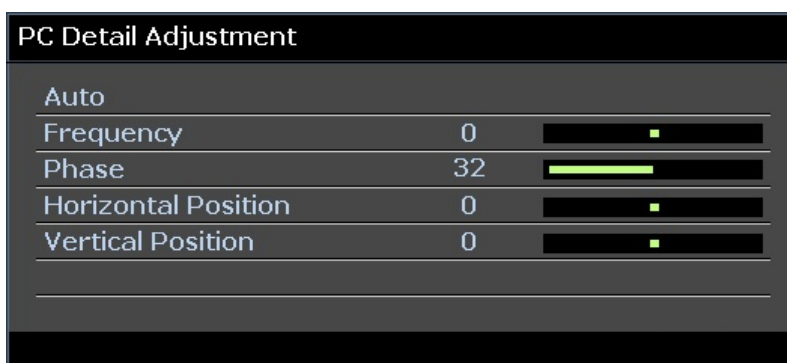 PC Detail Adjustment
Auto
Frequency 0
Phase 32
Horizontal Position 0
Vertical Position 0